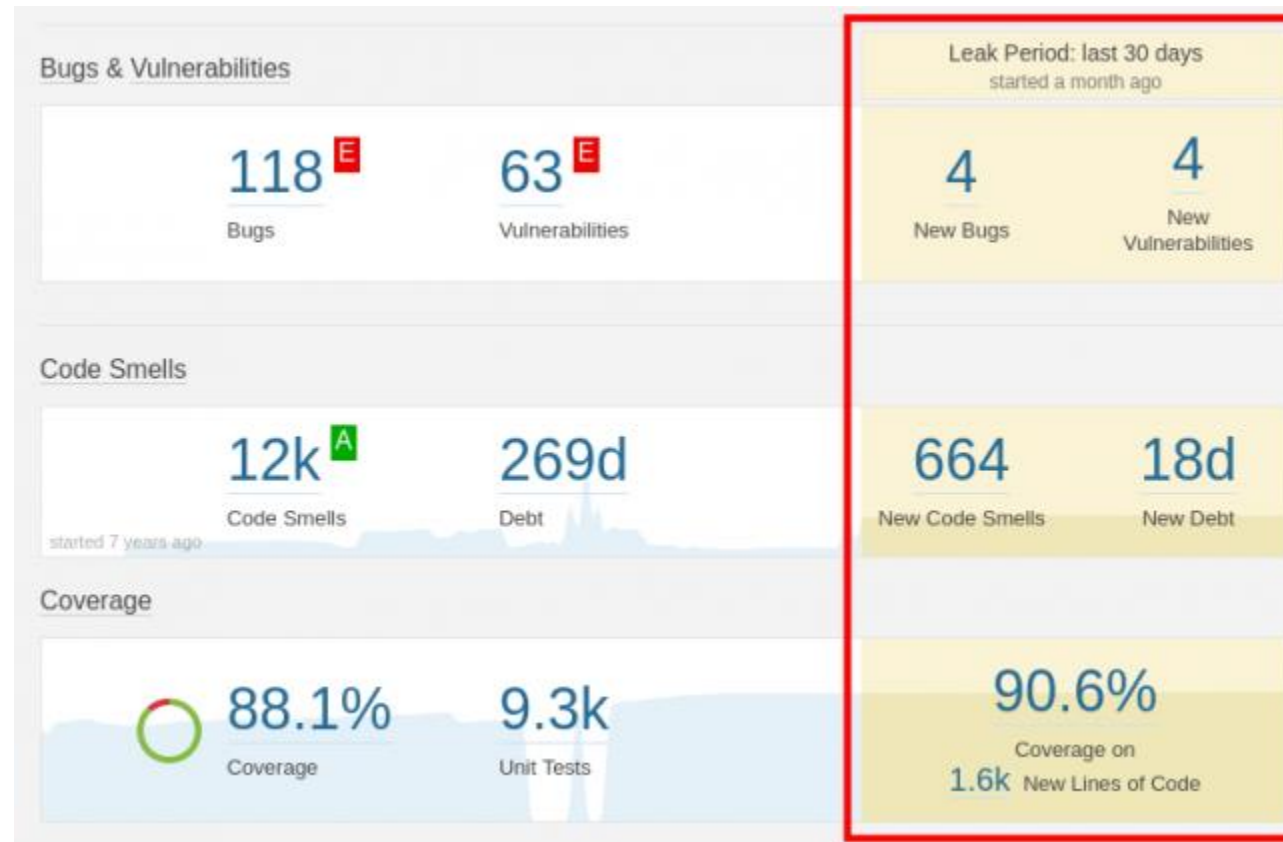 Bugs & Vulnerabilities
Leak Period: last 30 days
started a month ago
118 E
63 E
4
4
Bugs
Vulnerabilities
New Bugs
New
Vulnerabilities
Code Smells
12k A
269d
664
18d
Code Smells
Debt
New Code Smells
New Debt
started 7 years ago
Coverage
88.1%
9.3k
90.6%
Coverage
Unit Tests
Coverage on
1.6k New Lines of Code